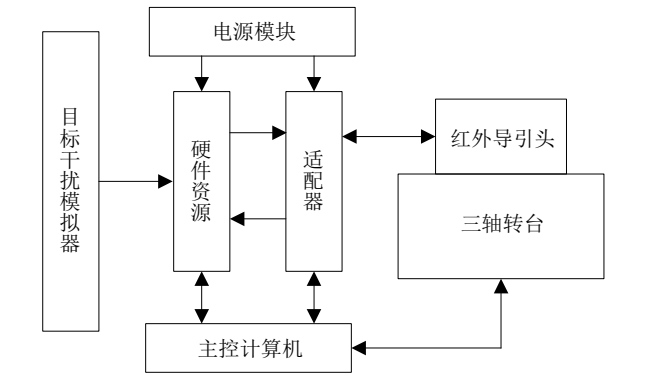 电源模块
目标干扰模拟器
硬件资源
适配器
红外导引头
三轴转台
主控计算机